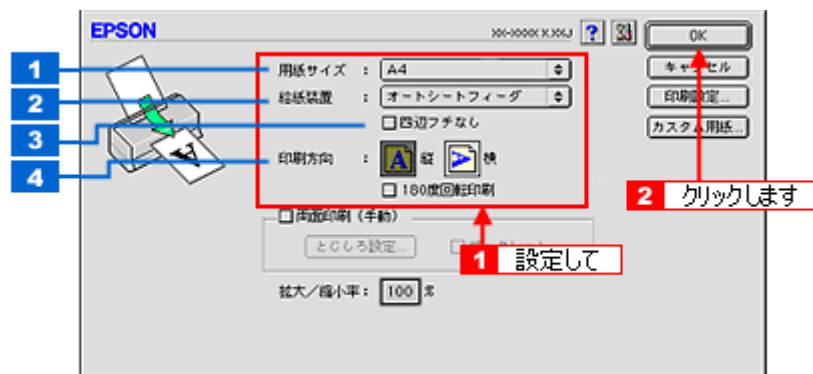 EPSON
XX-XXXX X.XXJ
?
OK
1 用紙サイズ : A4
キャンセル
2 給紙装置 : オートシートフィーダ
印刷設定...
3 □四辺フチなし
カスタム用紙...
4 印刷方向 : A 縦 A 横
□ 180度回転印刷
2 クリックします
□両面印刷(手動)
とじしろ設定...
1 設定して
拡大/縮小率: 100 %